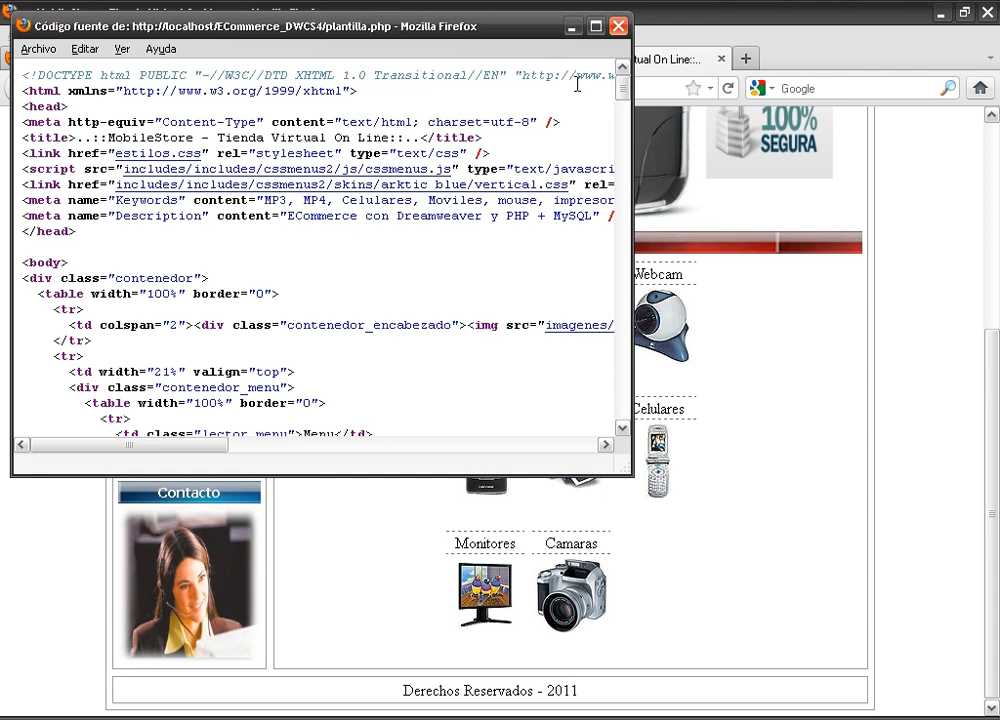 Código fuente de: http://localhost/ECommerce_DWCS4/plantilla.php - Mozilla Firefox
Archivo Editar Ver Ayuda
<!DOCTYPE html PUBLIC "-//W3C//DTD XHTML 1.0 Transitional//EN" "http://www.w
<html xmlns="http://www.w3.org/1999/xhtml">
<head>
<meta http-equiv="Content-Type" content="text/html; charset=utf-8" />
<title>..::MobileStore - Tienda Virtual On Line::..</title>
<link href="estilos.css" rel="stylesheet" type="text/css" />
<script src="includes/includes/cssmenus2/js/cssmenus.js" type="text/javascri
<link href="includes/includes/cssmenus2/skins/arktic_blue/vertical.css" rel=
<meta name="Keywords" content="MP3, MP4, Celulares, Moviles, mouse, impresor
<meta name="Description" content="ECommerce con Dreamweaver y PHP + MySQL" /
</head>
<body>
<div class="contenedor">
<table width="100%" border="0">
<tr>
<td colspan="2"><div class="contenedor_encabezado"><img src="imagenes/
</tr>
<tr>
<td width="21%" valign="top">
<div class="contenedor_menu">
<table width="100%" border="0">
<tr>
<td class="lector_menu">Menu</td>
tual On Line::..
Google
100%
SEGURA
Webcam
Celulares
Contacto
Monitores Camaras
Derechos Reservados - 2011